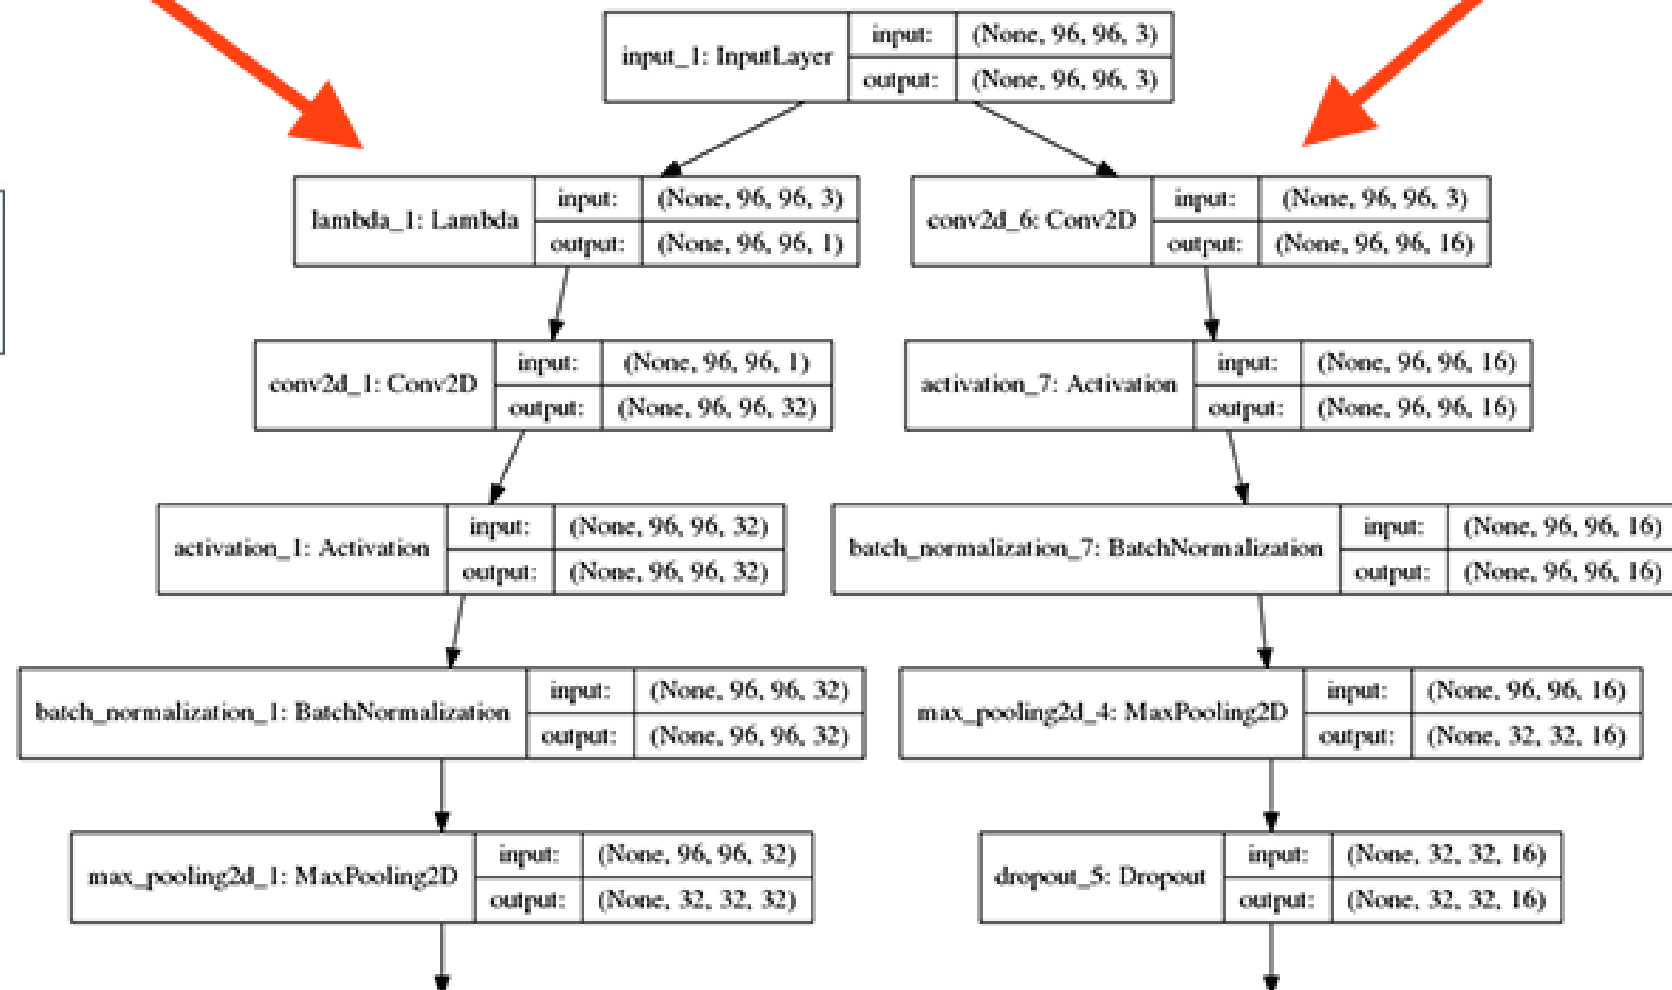 input_1: InputLayer
input: (None, 96, 96, 3)
output: (None, 96, 96, 3)
lambda_1: Lambda
input: (None, 96, 96, 3)
output: (None, 96, 96, 1)
conv2d_6: Conv2D
input: (None, 96, 96, 3)
output: (None, 96, 96, 16)
conv2d_1: Conv2D
input: (None, 96, 96, 1)
output: (None, 96, 96, 32)
activation_7: Activation
input: (None, 96, 96, 16)
output: (None, 96, 96, 16)
activation_1: Activation
input: (None, 96, 96, 32)
output: (None, 96, 96, 32)
batch_normalization_7: BatchNormalization
input: (None, 96, 96, 16)
output: (None, 96, 96, 16)
batch_normalization_1: BatchNormalization
input: (None, 96, 96, 32)
output: (None, 96, 96, 32)
max_pooling2d_4: MaxPooling2D
input: (None, 96, 96, 16)
output: (None, 32, 32, 16)
max_pooling2d_1: MaxPooling2D
input: (None, 96, 96, 32)
output: (None, 32, 32, 32)
dropout_5: Dropout
input: (None, 32, 32, 16)
output: (None, 32, 32, 16)